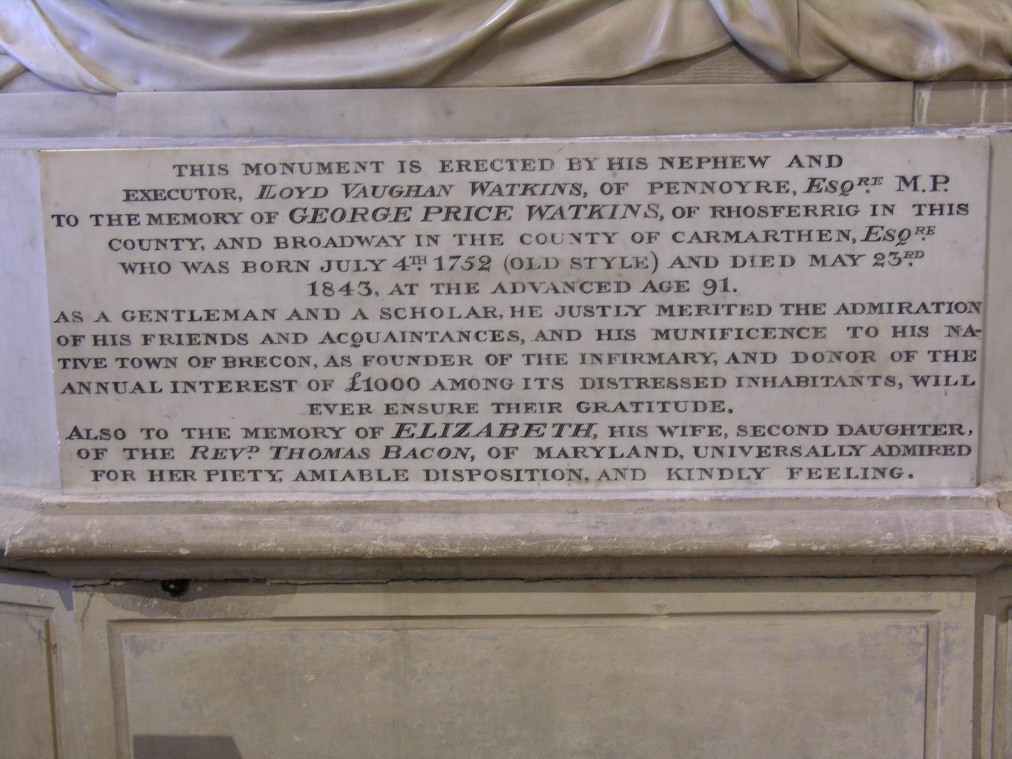 THIS MONUMENT IS ERECTED BY HIS NEPHEW AND
EXECUTOR, LLOYD VAUGHAN WATKINS, OF PENNOYRE, ESQRE. M.P.
TO THE MEMORY OF GEORGE PRICE WATKINS, OF RHOSFERRIG IN THIS
COUNTY, AND BROADWAY IN THE COUNTY OF CARMARTHEN, ESQRE.
WHO WAS BORN JULY 4TH. 1752 (OLD STYLE) AND DIED MAY 23RD.
1843, AT THE ADVANCED AGE 91.
AS A GENTLEMAN AND A SCHOLAR, HE JUSTLY MERITED THE ADMIRATION
OF HIS FRIENDS AND ACQUAINTANCES, AND HIS MUNIFICENCE TO HIS NA-
TIVE TOWN OF BRECON, AS FOUNDER OF THE INFIRMARY, AND DONOR OF THE
ANNUAL INTEREST OF £1000 AMONG ITS DISTRESSED INHABITANTS, WILL
EVER ENSURE THEIR GRATITUDE.
ALSO TO THE MEMORY OF ELIZABETH, HIS WIFE, SECOND DAUGHTER,
OF THE REVD. THOMAS BACON, OF MARYLAND, UNIVERSALLY ADMIRED
FOR HER PIETY, AMIABLE DISPOSITION, AND KINDLY FEELING.